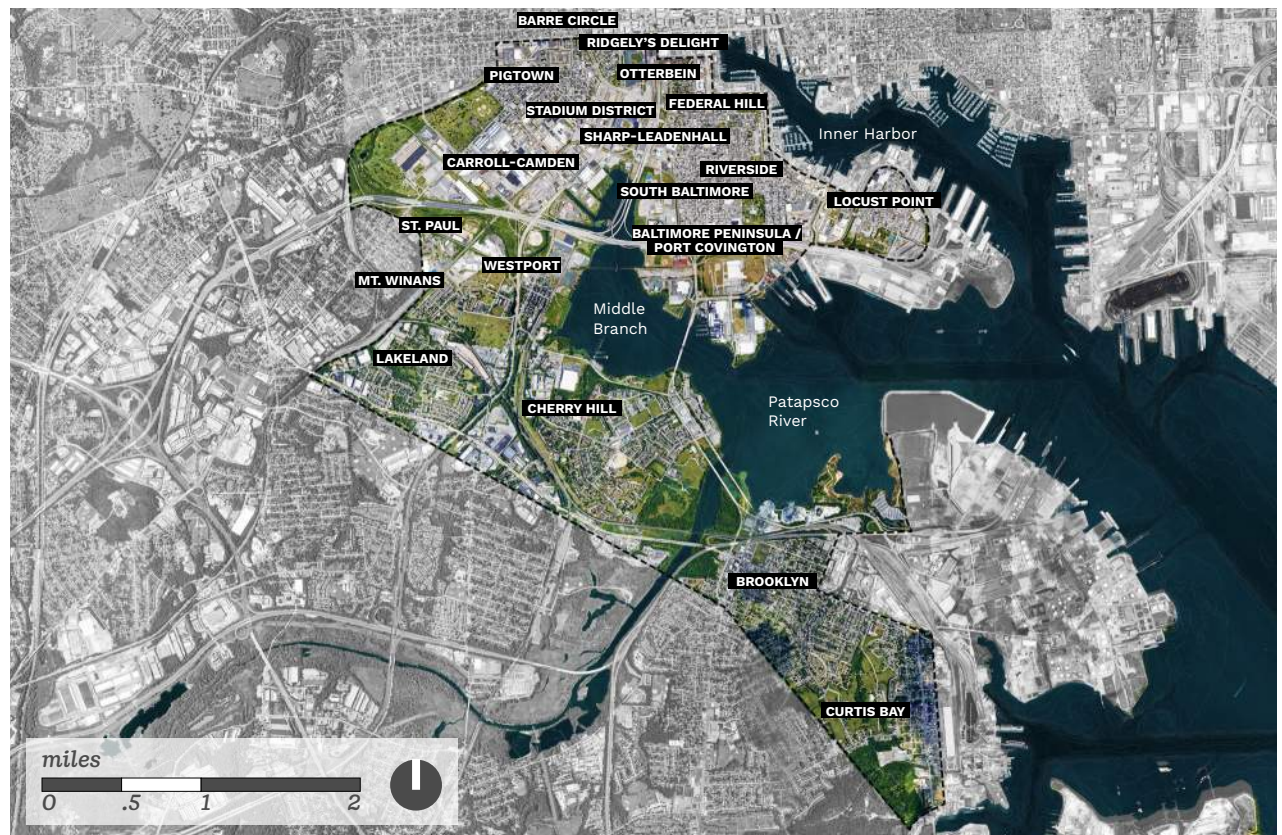 BARRE CIRCLE
RIDGELY'S DELIGHT
PIGTOWN
OTTERBEIN
STADIUM DISTRICT
FEDERAL HILL
SHARP-LEADENHALL
Inner Harbor
CARROLL-CAMDEN
RIVERSIDE
SOUTH BALTIMORE
LOCUST POINT
ST. PAUL
BALTIMORE PENINSULA /
PORT COVINGTON
WESTPORT
MT. WINANS
Middle
Branch
LAKELAND
CHERRY HILL
Patapsco
River
BROOKLYN
CURTIS BAY
miles
0 .5 1 2